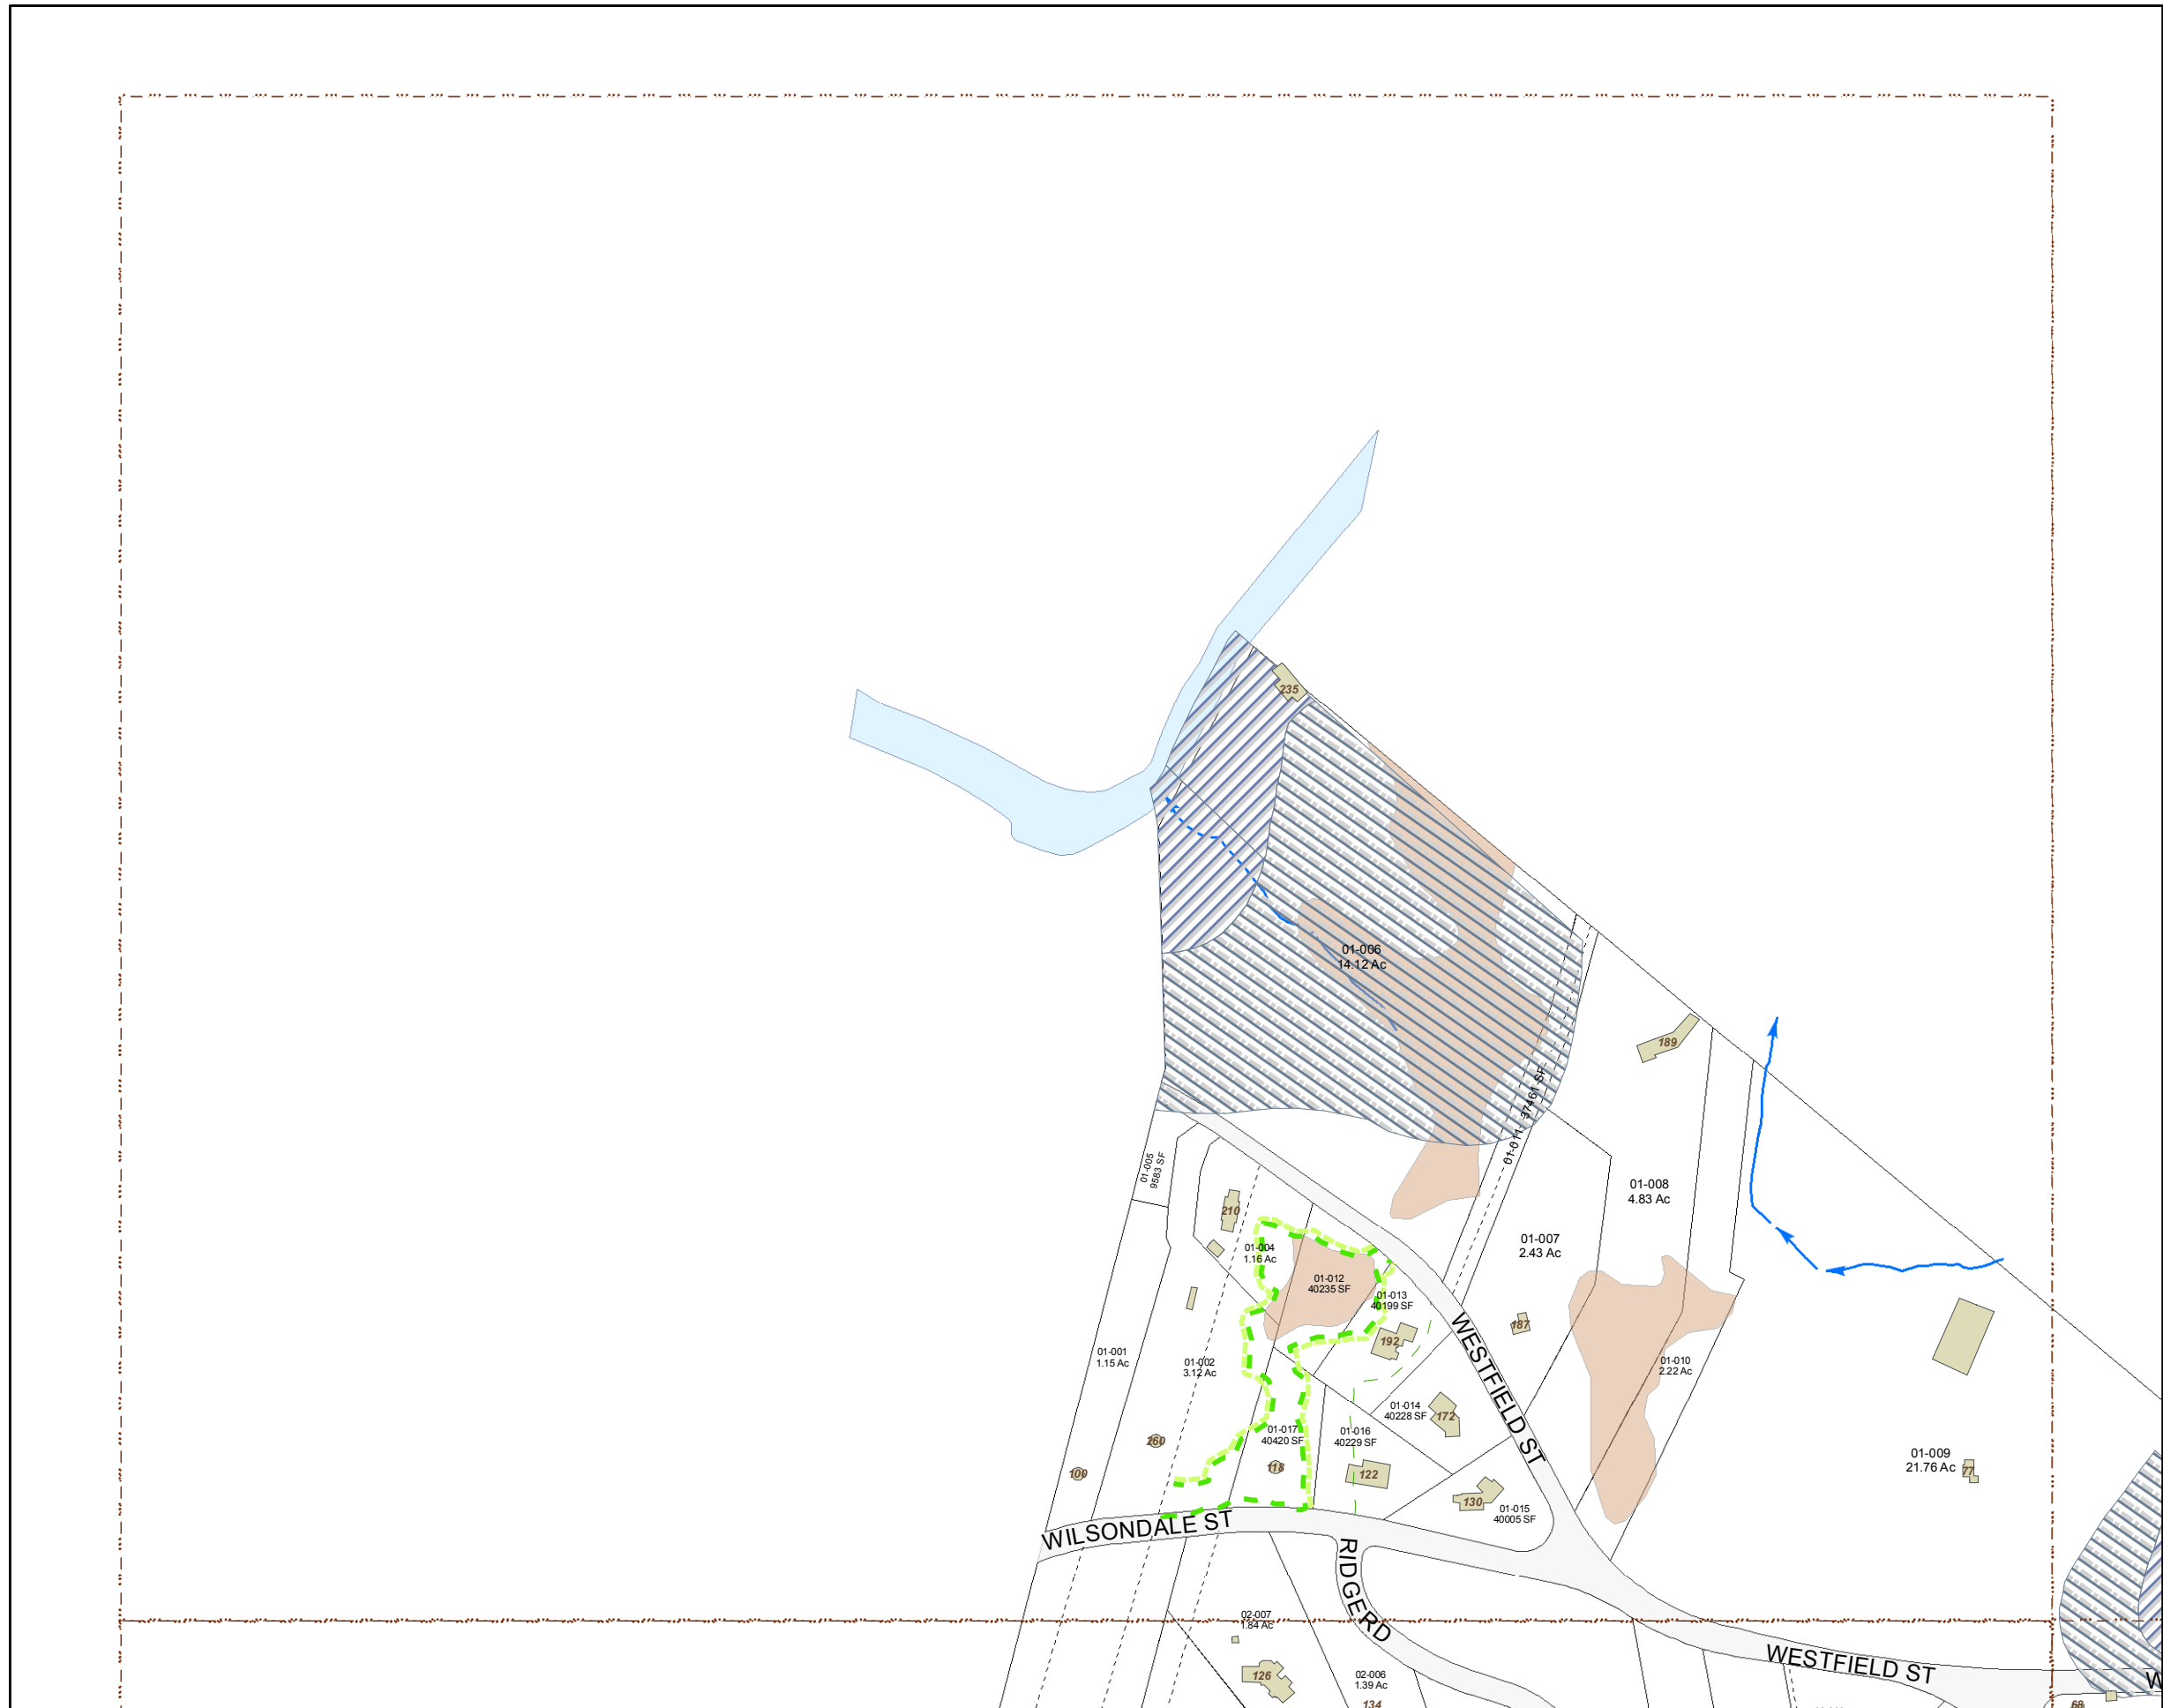 235
01-006
14.12 Ac
189
01-011 37461 SF
01-005
9583 SF
01-008
4.83 Ac
210
01-007
2.43 Ac
01-004
1.16 Ac
01-012
40235 SF
01-013
40199 SF
187
192
WESTFIELD ST
01-001
1.15 Ac
01-002
3.12 Ac
01-010
2.22 Ac
01-014
40228 SF
172
01-017
40420 SF
01-016
40229 SF
260
01-009
21.76 Ac
77
100
118
122
130
01-015
40005 SF
WILSONDALE ST
RIDGERD
02-007
1.84 Ac
WESTFIELD ST
126
02-006
1.39 Ac
134
W